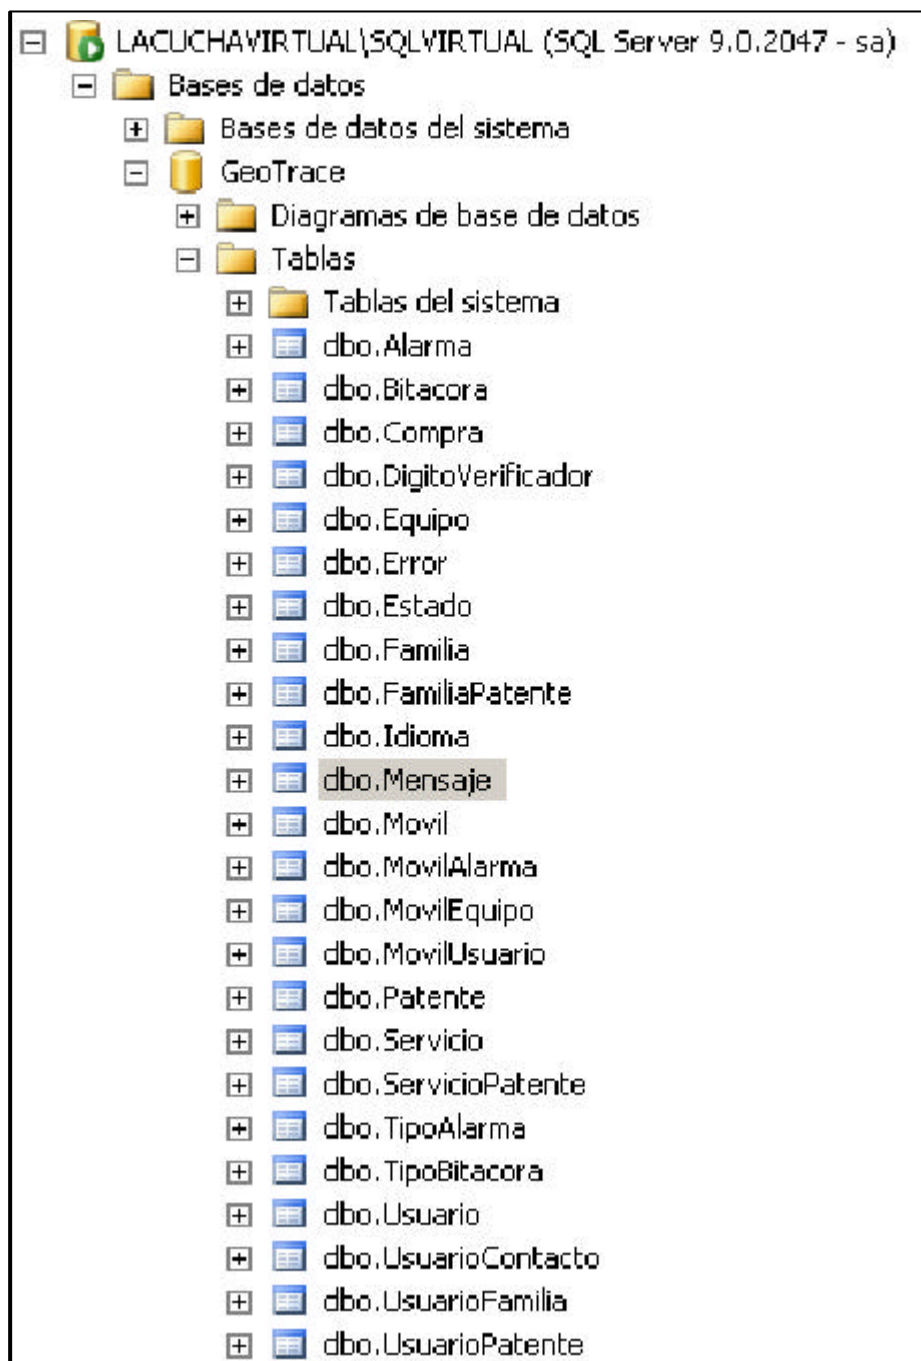 LACUCHAVIRTUAL\SQLVIRTUAL (SQL Server 9.0.2047 - sa)
Bases de datos
Bases de datos del sistema
GeoTrace
Diagramas de base de datos
Tablas
Tablas del sistema
dbo.Alarma
dbo.Bitacora
dbo.Compra
dbo.DigitoVerificador
dbo.Equipo
dbo.Error
dbo.Estado
dbo.Familia
dbo.FamiliaPatente
dbo.Idioma
dbo.Mensaje
dbo.Movil
dbo.MovilAlarma
dbo.MovilEquipo
dbo.MovilUsuario
dbo.Patente
dbo.Servicio
dbo.ServicioPatente
dbo.TipoAlarma
dbo.TipoBitacora
dbo.Usuario
dbo.UsuarioContacto
dbo.UsuarioFamilia
dbo.UsuarioPatente